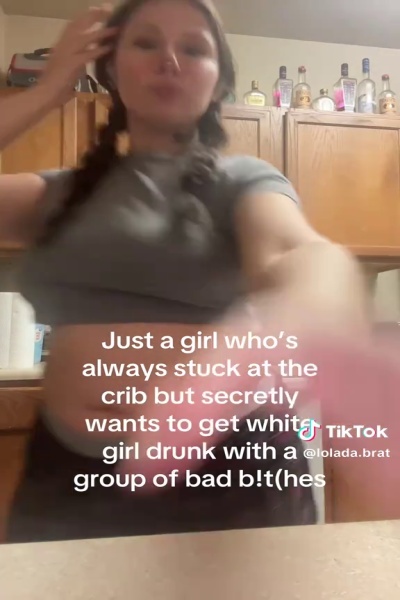 Just a girl who's
always stuck at the
crib but secretly
wants to get white
girl drunk with a
group of bad b!t(hes
TikTok
@lolada.brat